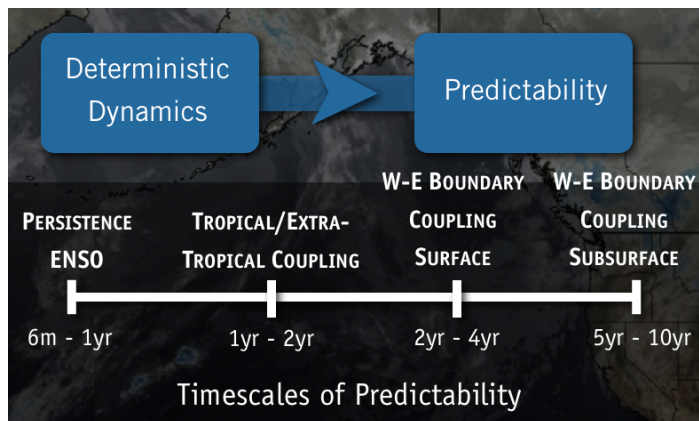 Deterministic
Dynamics
Predictability
PERSISTENCE
ENSO
TROPICAL/EXTRA-
TROPICAL COUPLING
W-E BOUNDARY
COUPLING
SURFACE
W-E BOUNDARY
COUPLING
SUBSURFACE
6m - 1yr
1yr - 2yr
2yr - 4yr
5yr - 10yr
Timescales of Predictability